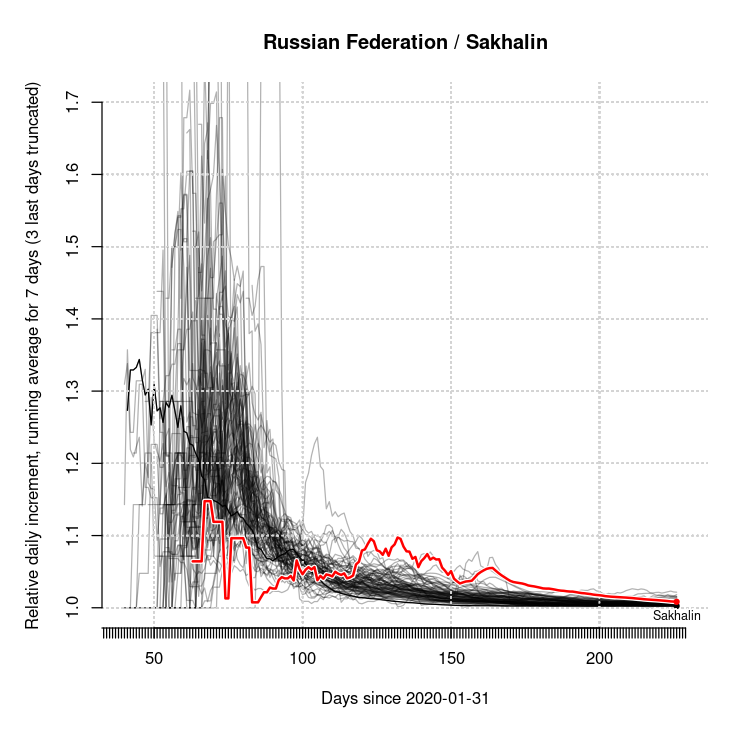 Russian Federation / Sakhalin
Relative daily increment, running average for 7 days (3 last days truncated)
1.7
1.6
1.5
1.4
1.3
1.2
1.1
1.0
Sakhalin
50 100 150 200
Days since 2020-01-31